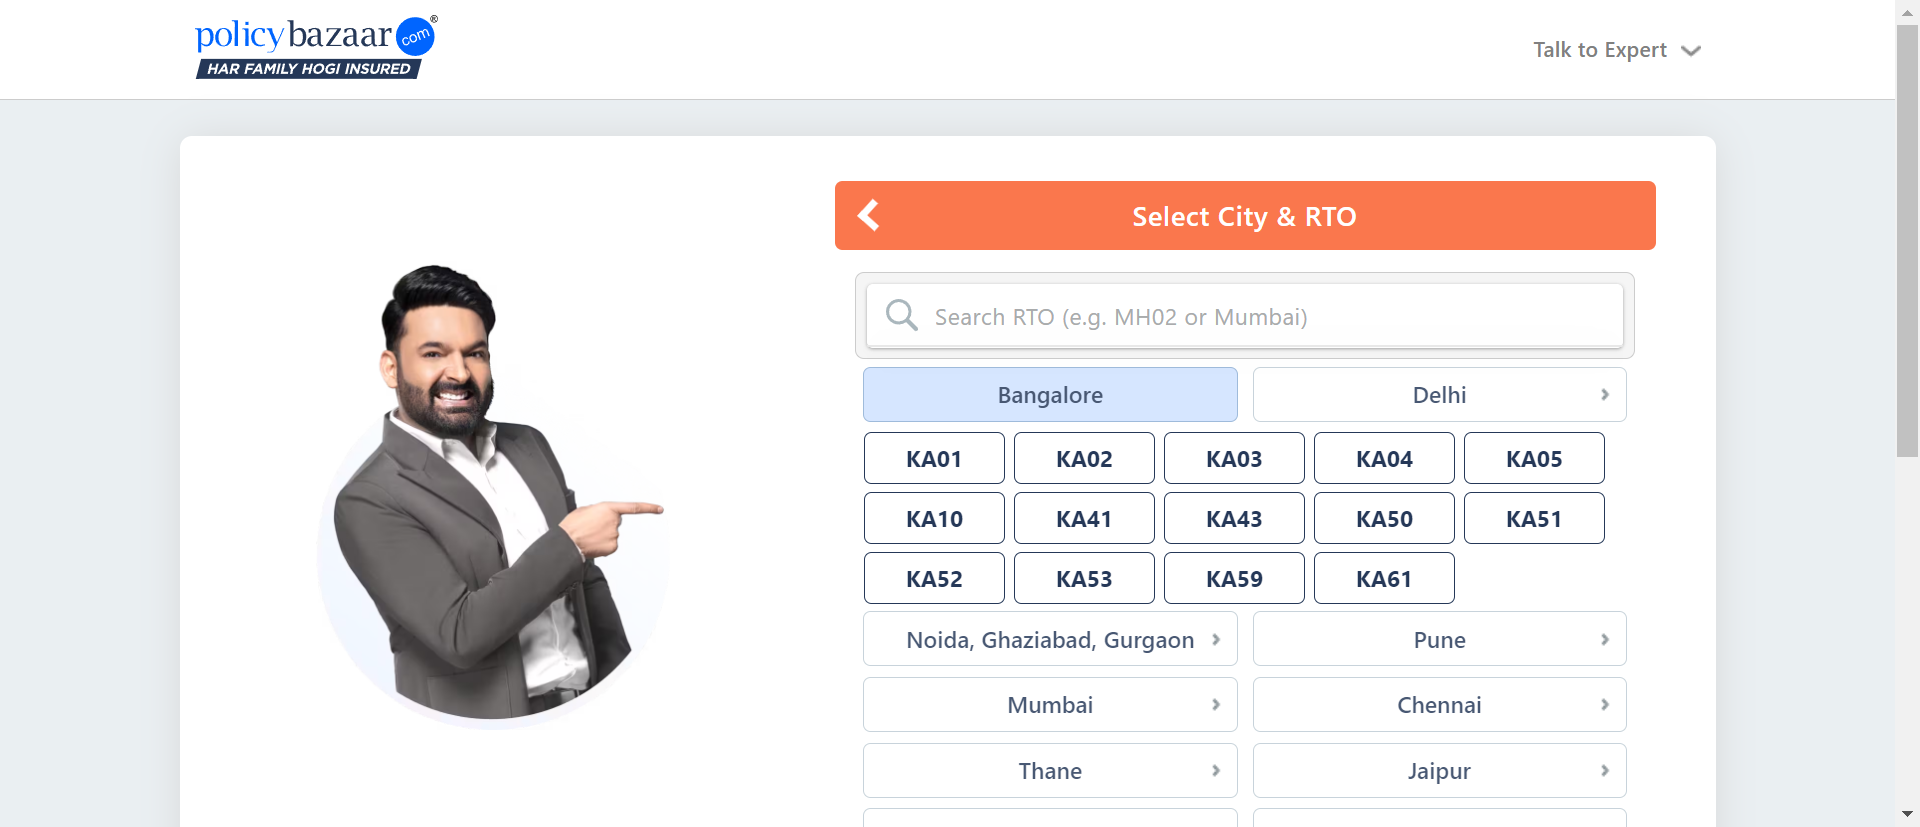 policybazaar.com®
HAR FAMILY HOGI INSURED
Talk to Expert
Select City & RTO
Search RTO (e.g. MH02 or Mumbai)
Bangalore
Delhi
KA01 KA02 KA03 KA04 KA05
KA10 KA41 KA43 KA50 KA51
KA52 KA53 KA59 KA61
Noida, Ghaziabad, Gurgaon
Pune
Mumbai
Chennai
Thane
Jaipur